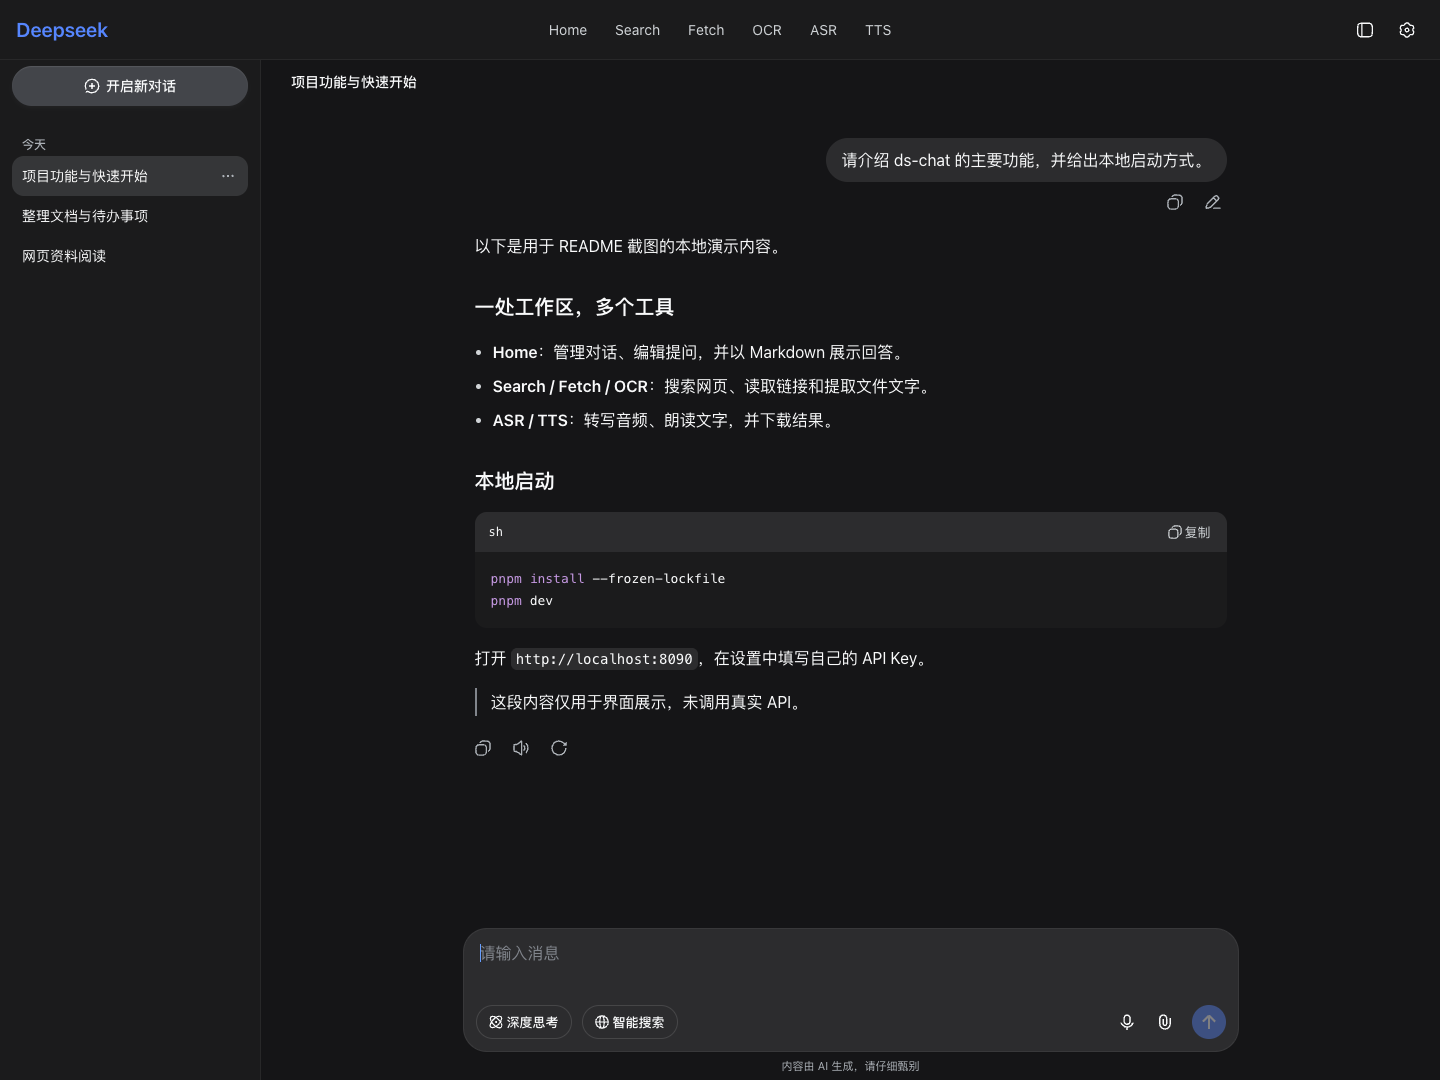 Deepseek
Home Search Fetch OCR ASR TTS
开启新对话
今天
项目功能与快速开始
整理文档与待办事项
网页资料阅读
项目功能与快速开始
请介绍 ds-chat 的主要功能，并给出本地启动方式。
以下是用于 README 截图的本地演示内容。
一处工作区，多个工具
Home：管理对话、编辑提问，并以 Markdown 展示回答。
Search / Fetch / OCR：搜索网页、读取链接和提取文件文字。
ASR / TTS：转写音频、朗读文字，并下载结果。
本地启动
sh 复制
pnpm install --frozen-lockfile
pnpm dev
打开 http://localhost:8090，在设置中填写自己的 API Key。
这段内容仅用于界面展示，未调用真实 API。
请输入消息
深度思考 智能搜索
内容由 AI 生成，请仔细甄别